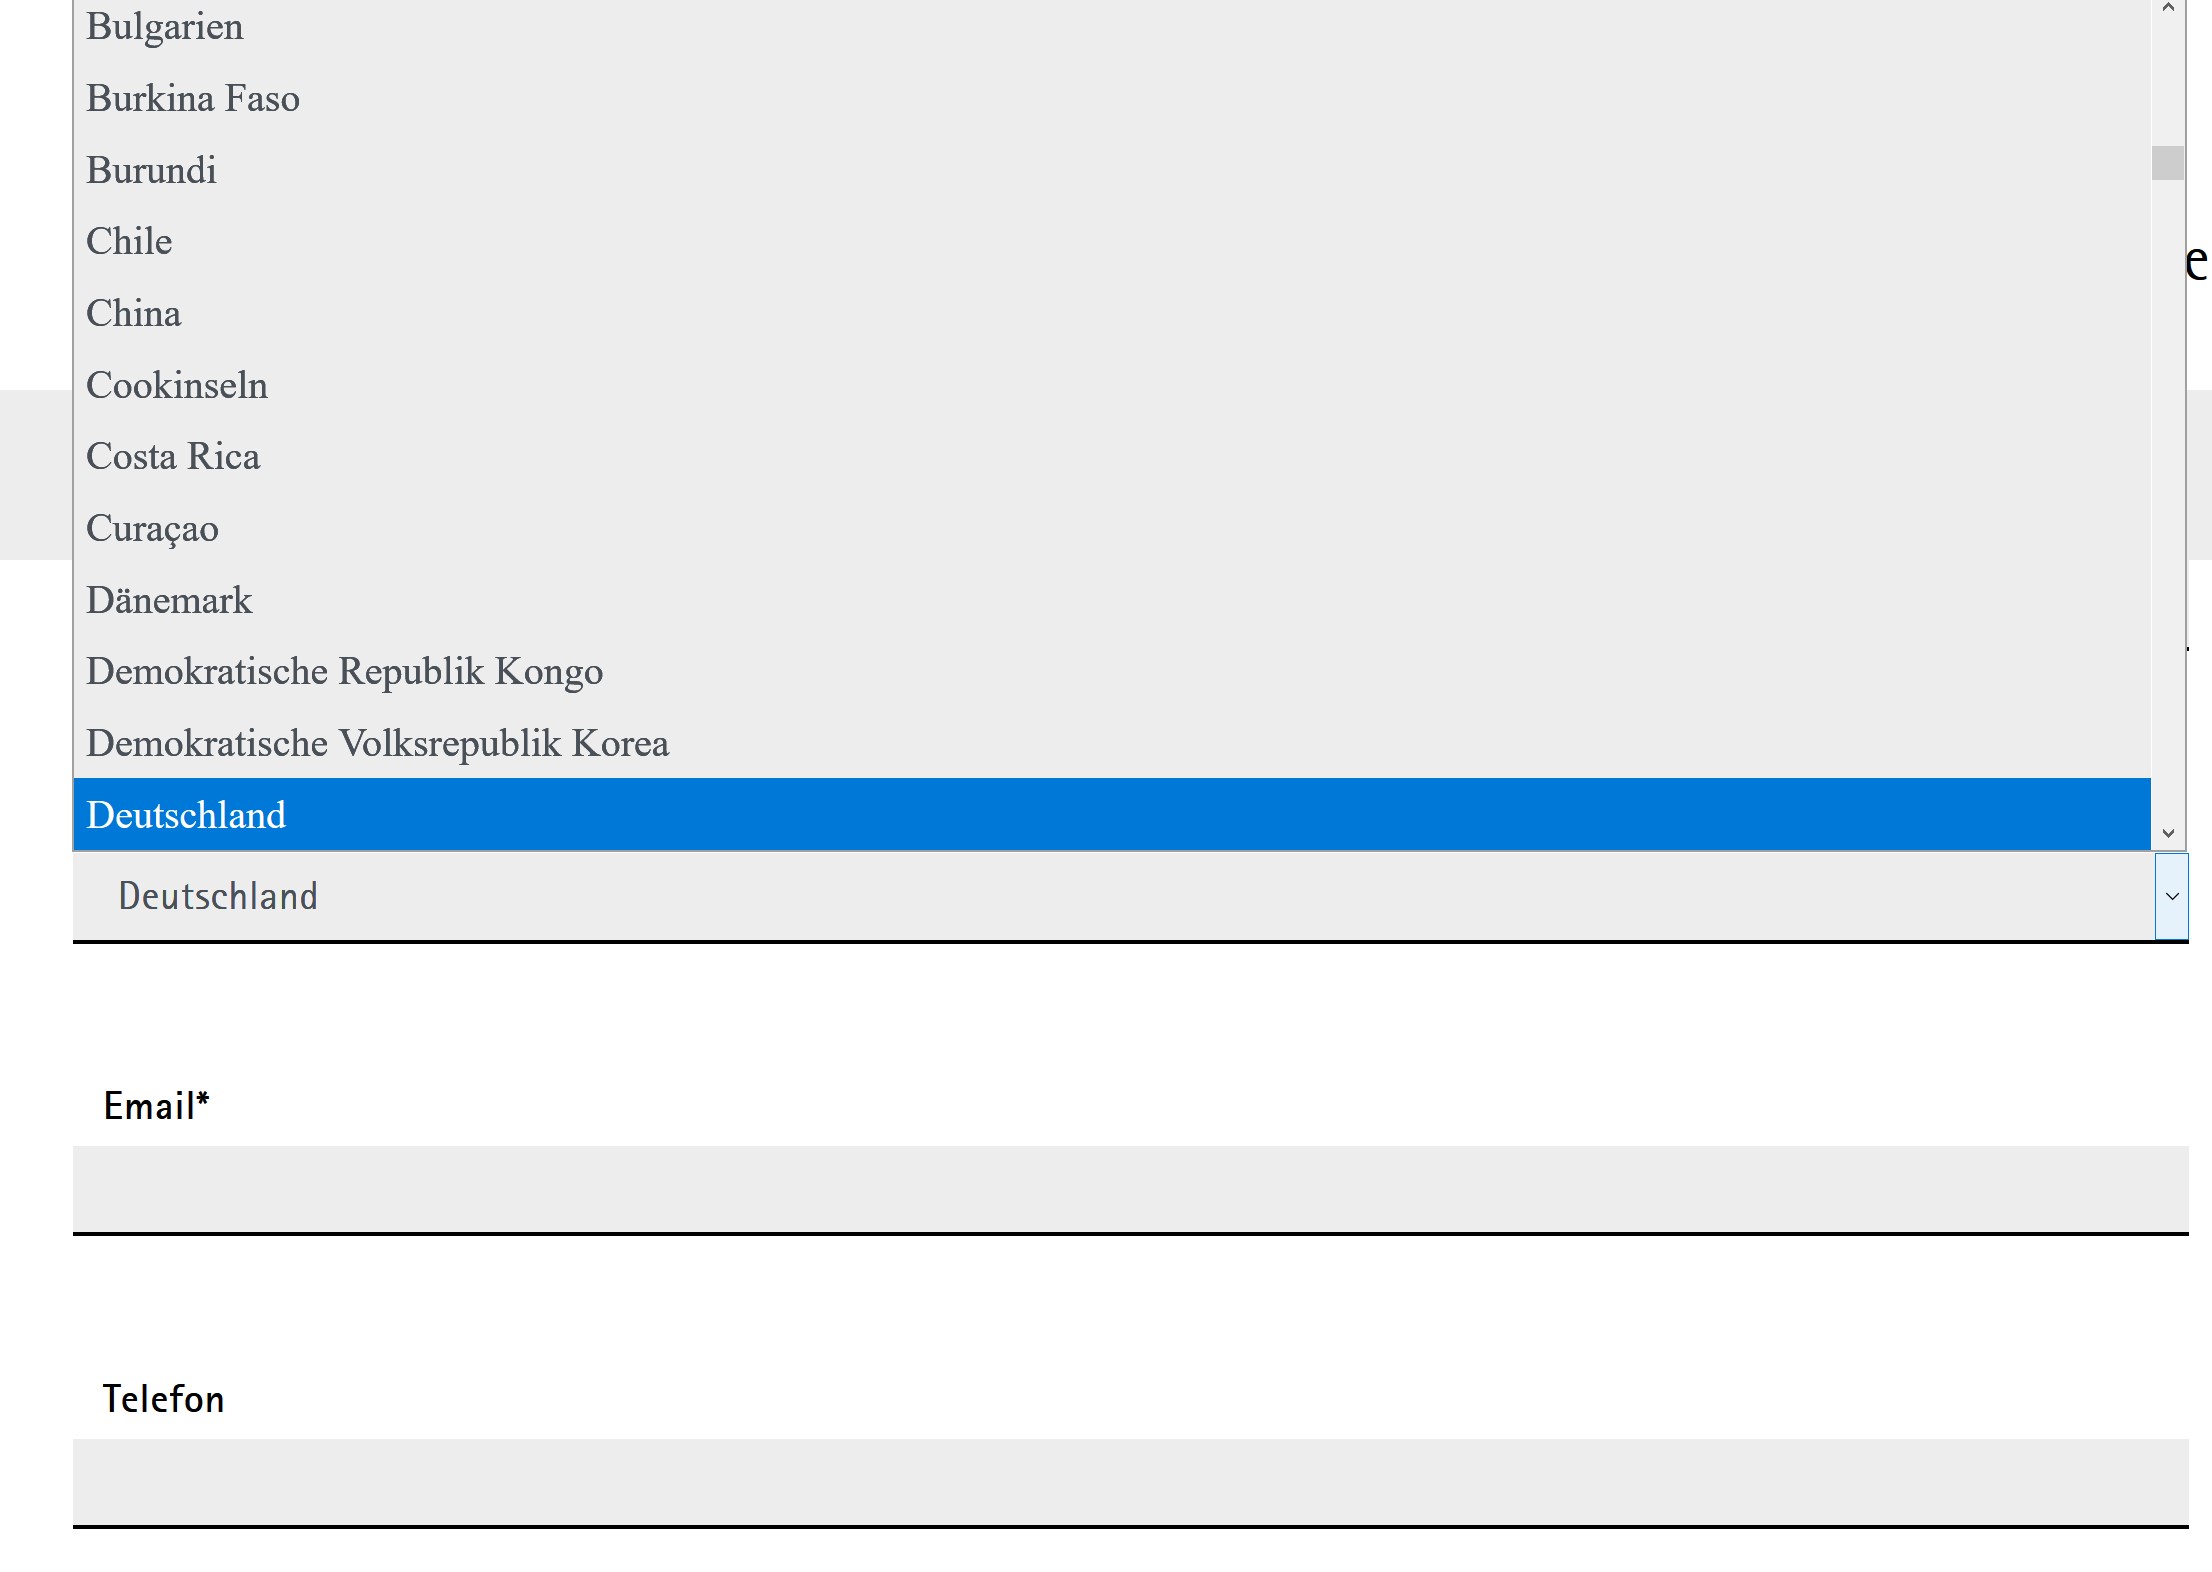 Bulgarien
Burkina Faso
Burundi
Chile
China
Cookinseln
Costa Rica
Curaçao
Dänemark
Demokratische Republik Kongo
Demokratische Volksrepublik Korea
Deutschland
Deutschland
Email*
Telefon